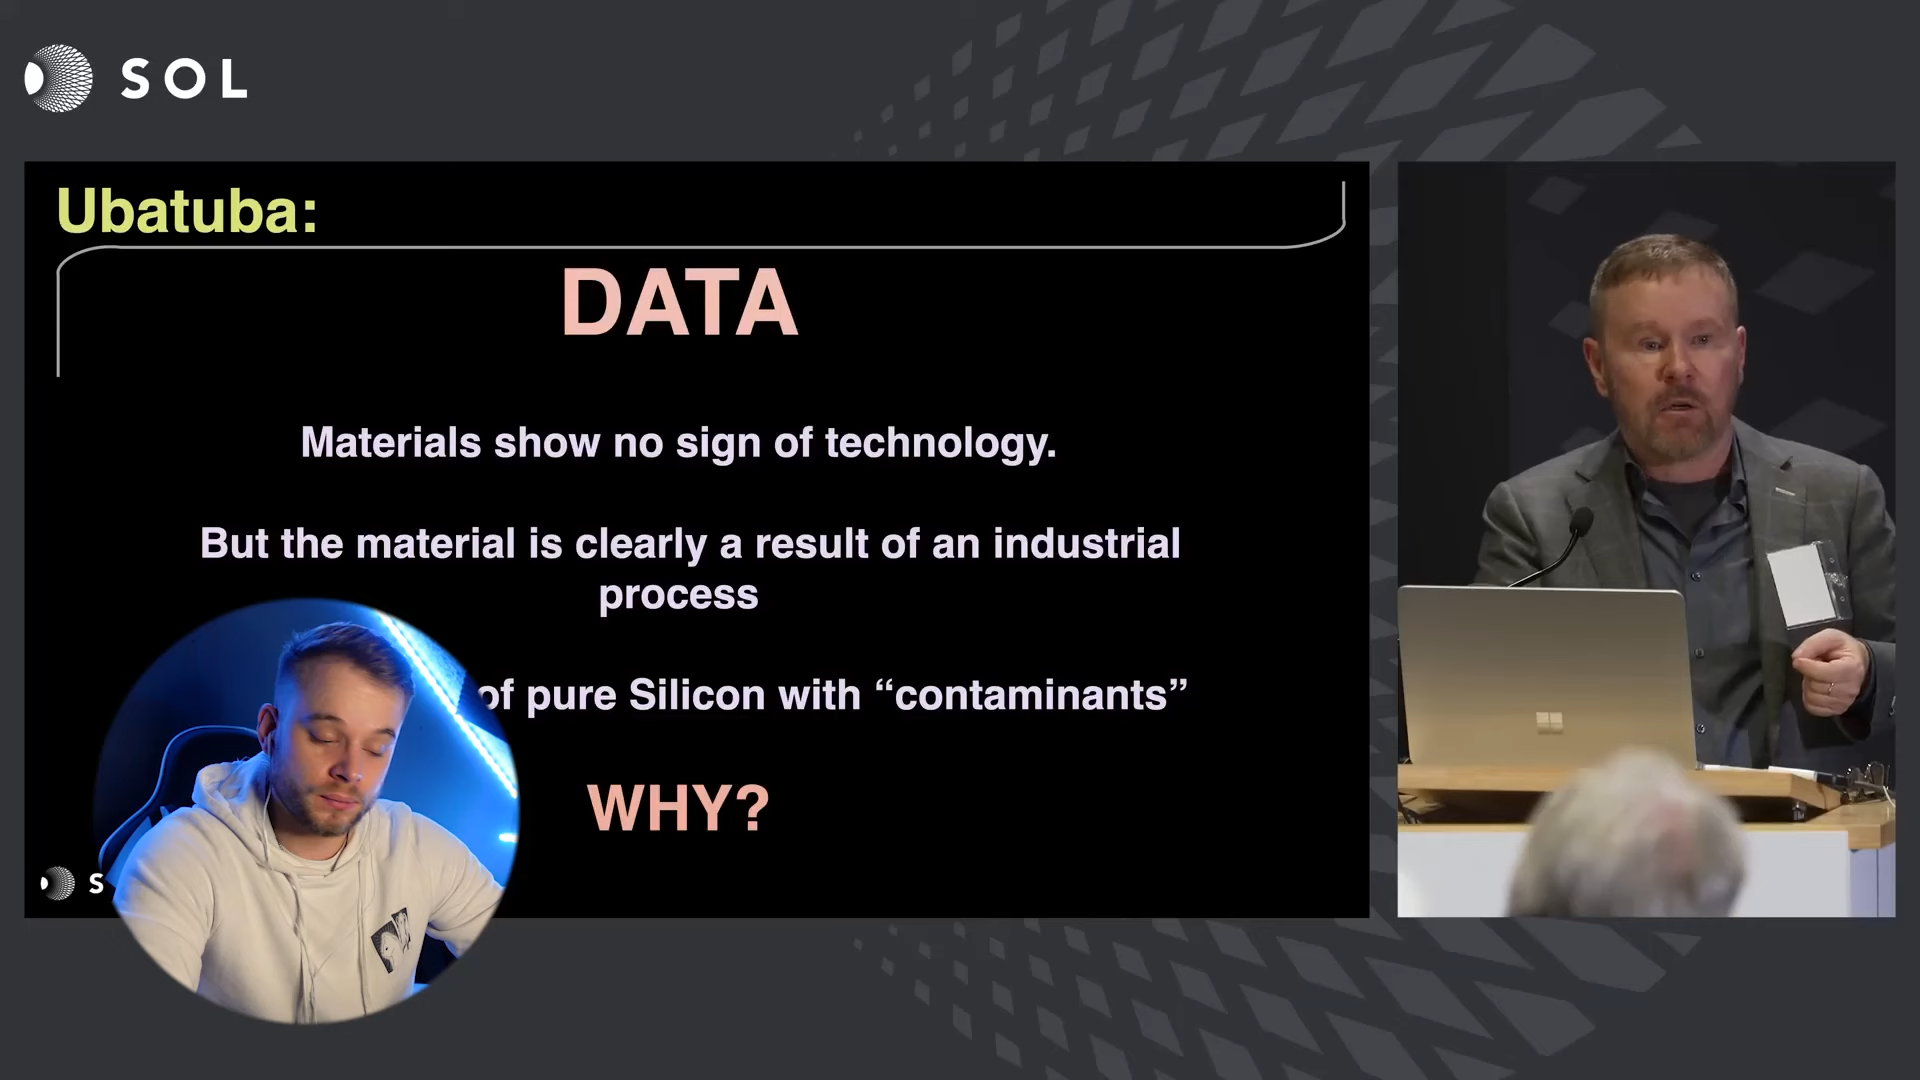 SOL
Ubatuba:
DATA
Materials show no sign of technology.
But the material is clearly a result of an industrial
process
of pure Silicon with “contaminants”
WHY?
S